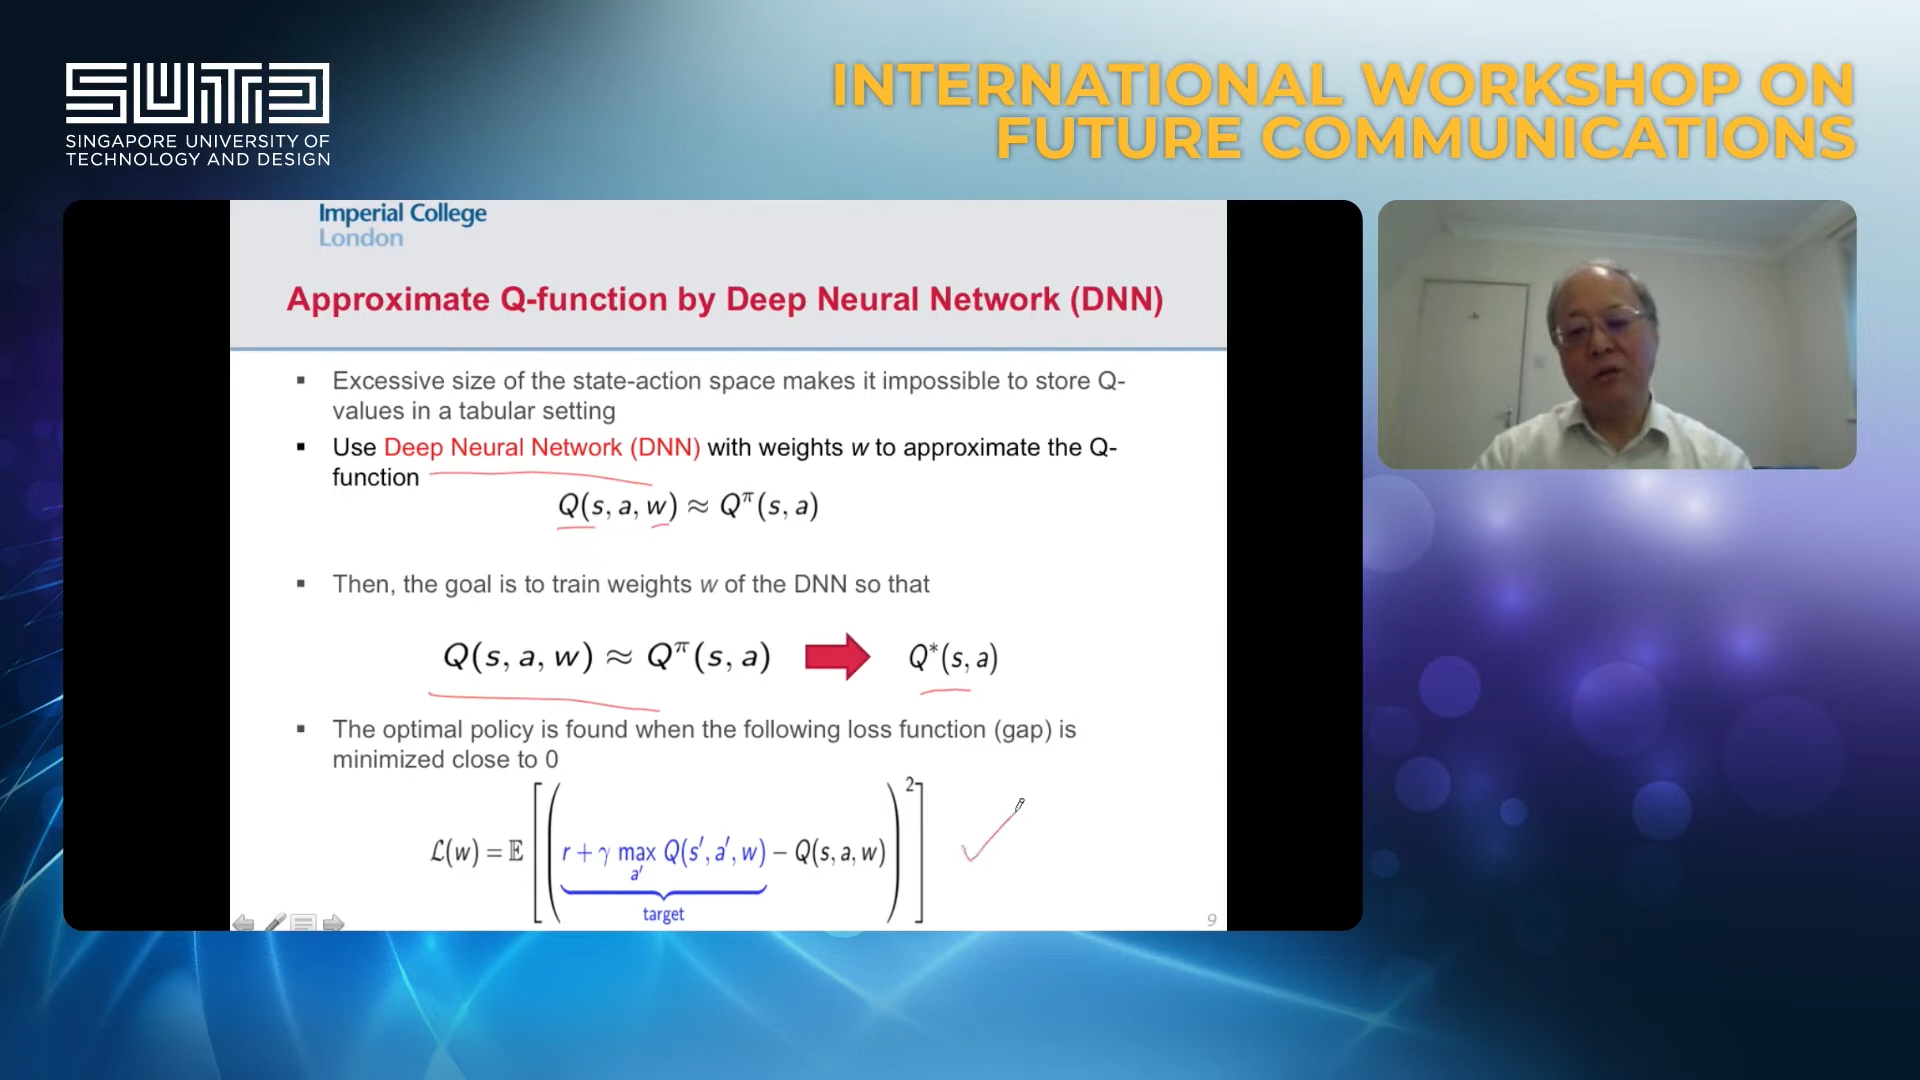 SUTD
SINGAPORE UNIVERSITY OF
TECHNOLOGY AND DESIGN
INTERNATIONAL WORKSHOP ON
FUTURE COMMUNICATIONS
Imperial College
London
Approximate Q-function by Deep Neural Network (DNN)
▪ Excessive size of the state-action space makes it impossible to store Q-
values in a tabular setting
▪ Use Deep Neural Network (DNN) with weights w to approximate the Q-
function
Q(s, a, w) ≈ Q^π(s, a)
▪ Then, the goal is to train weights w of the DNN so that
Q(s, a, w) ≈ Q^π(s, a) Q*(s, a)
▪ The optimal policy is found when the following loss function (gap) is
minimized close to 0
ℒ(w) = 𝔼 [(r + γ max_a′ Q(s′, a′, w) − Q(s, a, w))²]
target
9